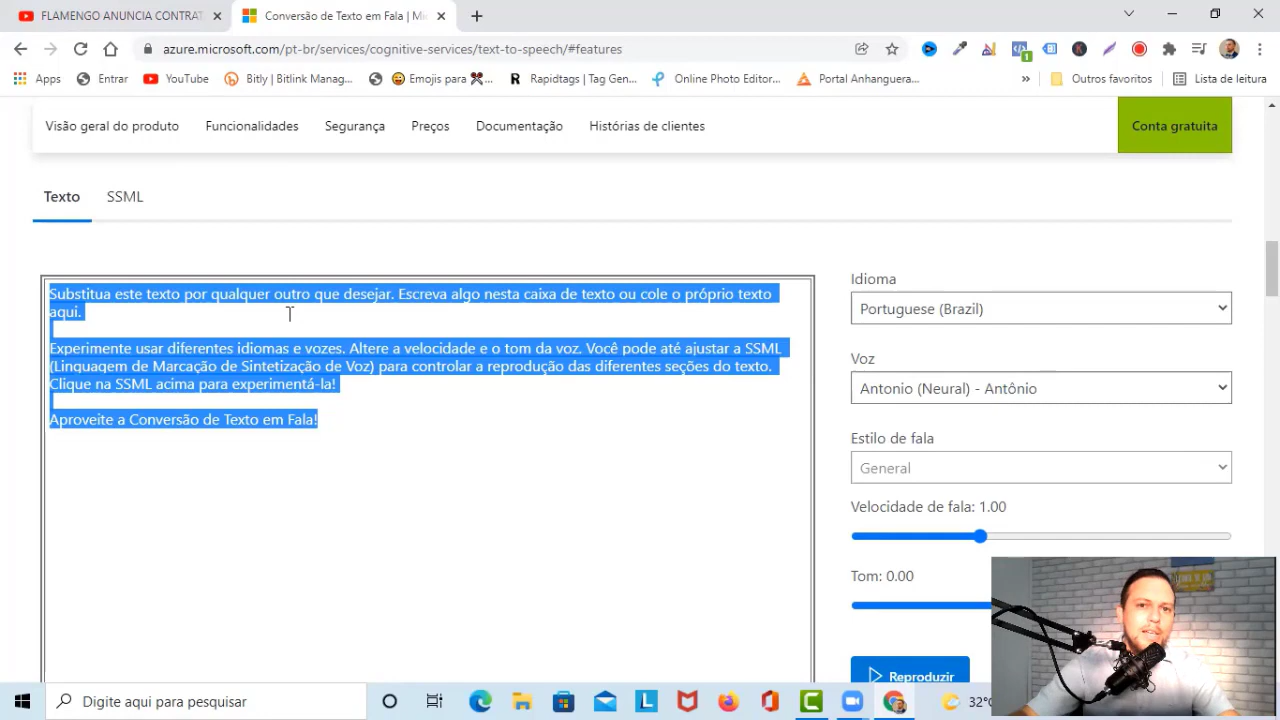 FLAMENGO ANUNCIA CONTRAT
Conversão de Texto em Fala | Mi
azure.microsoft.com/pt-br/services/cognitive-services/text-to-speech/#features
1
Apps
Entrar
YouTube
Bitly | Bitlink Manag...
Emojis para
Rapidtags | Tag Gen...
Online Photo Editor...
Portal Anhanguera...
»
Outros favoritos
Lista de leitura
Visão geral do produto
Funcionalidades
Segurança
Preços
Documentação
Histórias de clientes
Conta gratuita
Texto
SSML
Substitua este texto por qualquer outro que desejar. Escreva algo nesta caixa de texto ou cole o próprio texto
aqui.
Experimente usar diferentes idiomas e vozes. Altere a velocidade e o tom da voz. Você pode até ajustar a SSML
(Linguagem de Marcação de Sintetização de Voz) para controlar a reprodução das diferentes seções do texto.
Clique na SSML acima para experimentá-la!
Aproveite a Conversão de Texto em Fala!
Idioma
Portuguese (Brazil)
Voz
Antonio (Neural) - Antônio
Estilo de fala
General
Velocidade de fala: 1.00
Tom: 0.00
Reproduzir
Digite aqui para pesquisar
32°